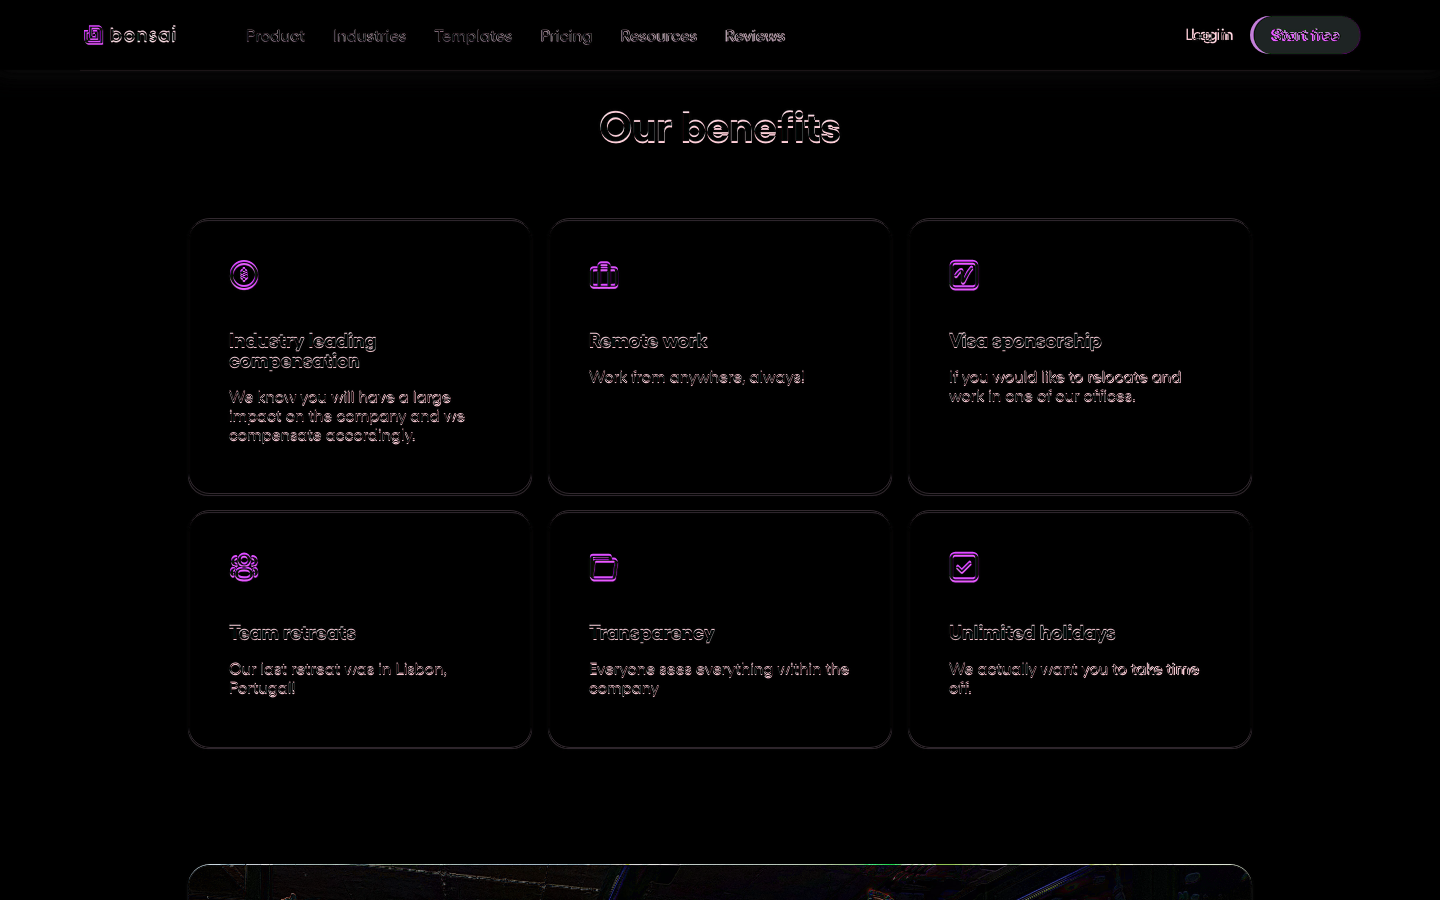 bonsai
Product Industries Templates Pricing Resources Reviews
Log in
Start free
Our benefits
Industry leading
compensation
We know you will have a large
impact on the company and we
compensate accordingly.
Remote work
Work from anywhere, always!
Visa sponsorship
If you would like to relocate and
work in one of our offices.
Team retreats
Our last retreat was in Lisbon,
Portugal!
Transparency
Everyone sees everything within the
company
Unlimited holidays
We actually want you to take time
off.